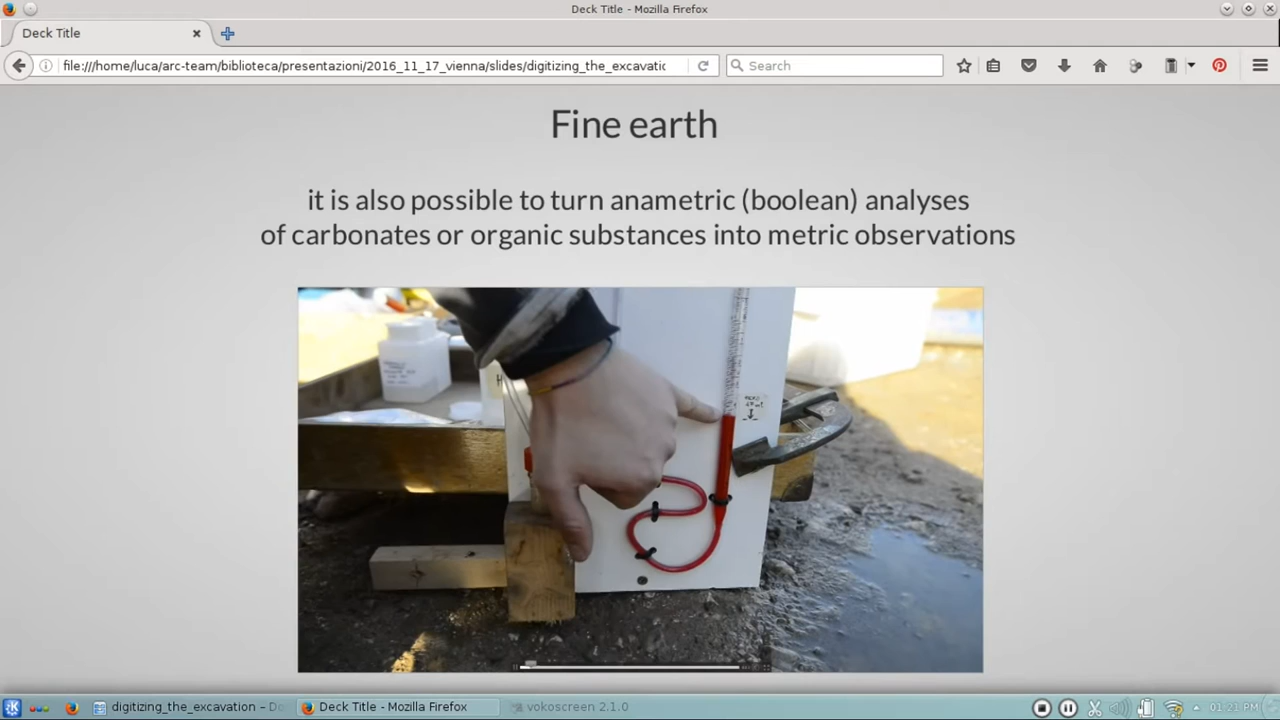 Deck Title - Mozilla Firefox
Deck Title
file:///home/luca/arc-team/biblioteca/presentazioni/2016_11_17_vienna/slides/digitizing_the_excavatio
Search
Fine earth
it is also possible to turn anametric (boolean) analyses
of carbonates or organic substances into metric observations
H
digitizing_the_excavation – D
Deck Title - Mozilla Firefox
vokoscreen 2.1.0
01:21 PM